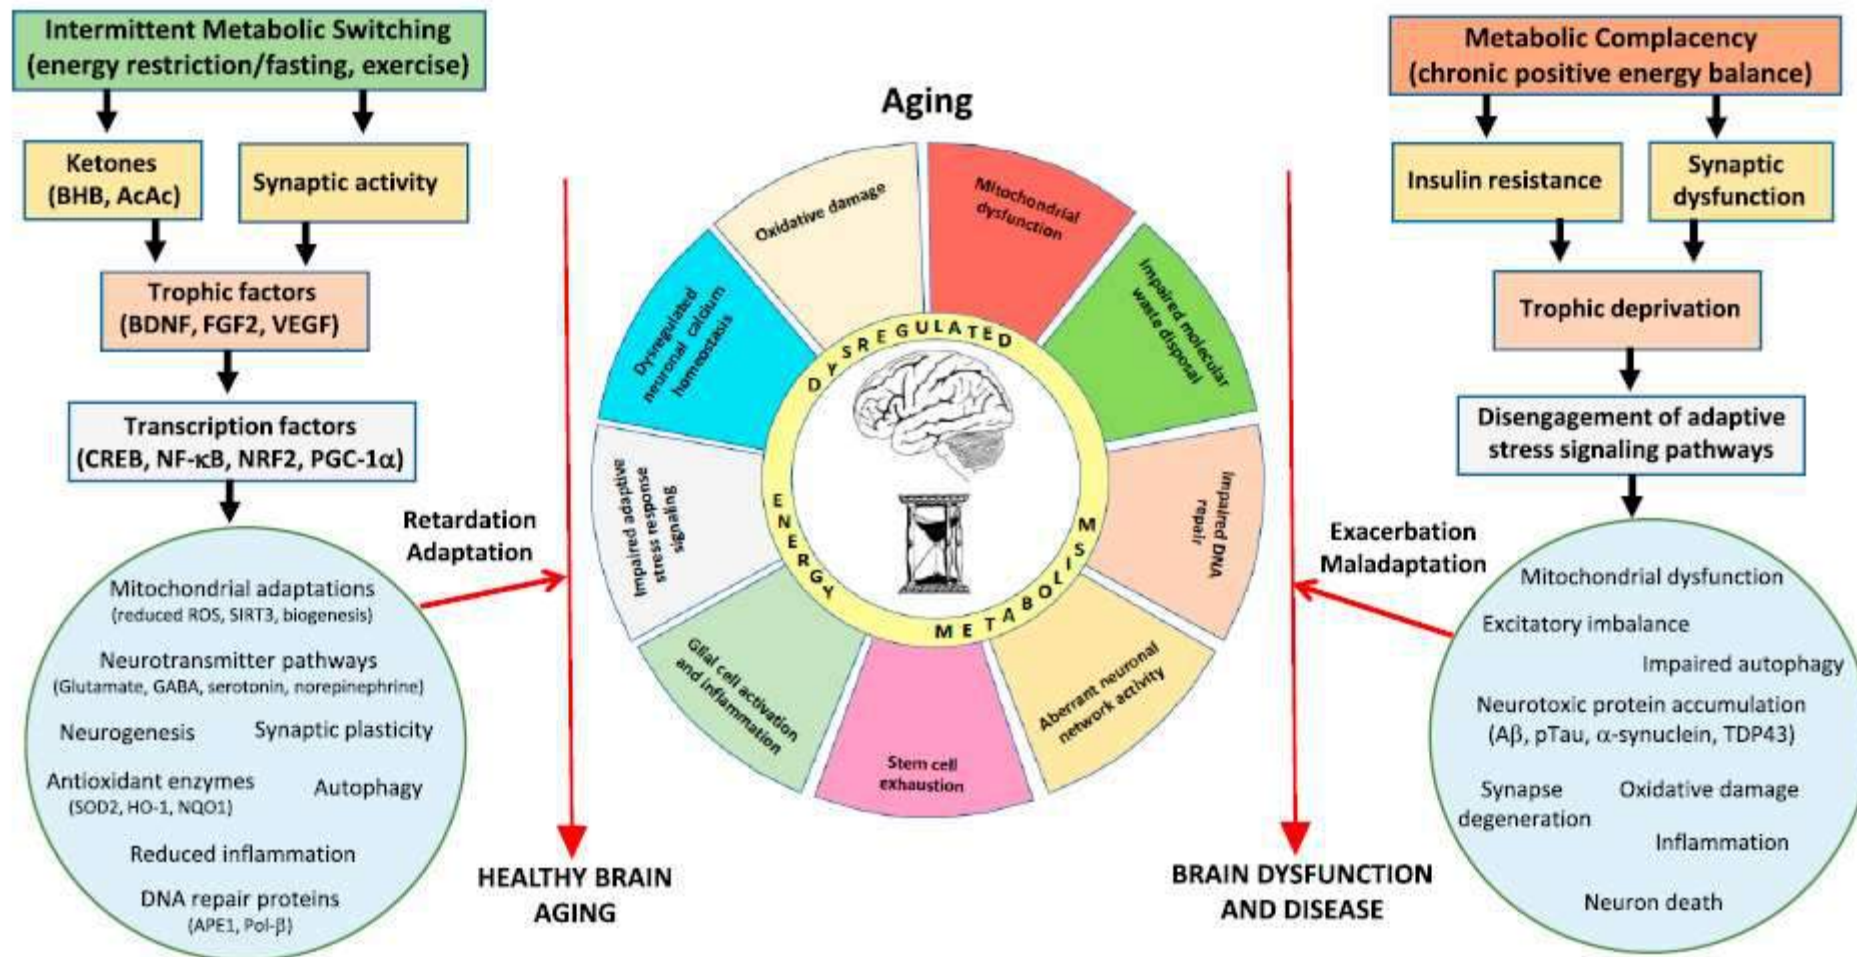 Intermittent Metabolic Switching
(energy restriction/fasting, exercise)
Ketones
(BHB, AcAc)
Synaptic activity
Trophic factors
(BDNF, FGF2, VEGF)
Transcription factors
(CREB, NF-κB, NRF2, PGC-1α)
Retardation
Adaptation
Mitochondrial adaptations
(reduced ROS, SIRT3, biogenesis)
Neurotransmitter pathways
(Glutamate, GABA, serotonin, norepinephrine)
Neurogenesis
Synaptic plasticity
Antioxidant enzymes
(SOD2, HO-1, NQO1)
Autophagy
Reduced inflammation
DNA repair proteins
(APE1, Pol-β)
HEALTHY BRAIN
AGING
Aging
Oxidative damage
Mitochondrial
dysfunction
Impaired molecular
waste disposal
Impaired DNA
repair
Aberrant neuronal
network activity
Stem cell
exhaustion
Glial cell activation
and inflammation
Impaired adaptive
stress response
signaling
Dysregulated
neuronal calcium
homeostasis
DYSREGULATED
ENERGY
METABOLISM
Metabolic Complacency
(chronic positive energy balance)
Insulin resistance
Synaptic
dysfunction
Trophic deprivation
Disengagement of adaptive
stress signaling pathways
Exacerbation
Maladaptation
Mitochondrial dysfunction
Excitatory imbalance
Impaired autophagy
Neurotoxic protein accumulation
(Aβ, pTau, α-synuclein, TDP43)
Synapse
degeneration
Oxidative damage
Inflammation
Neuron death
BRAIN DYSFUNCTION
AND DISEASE